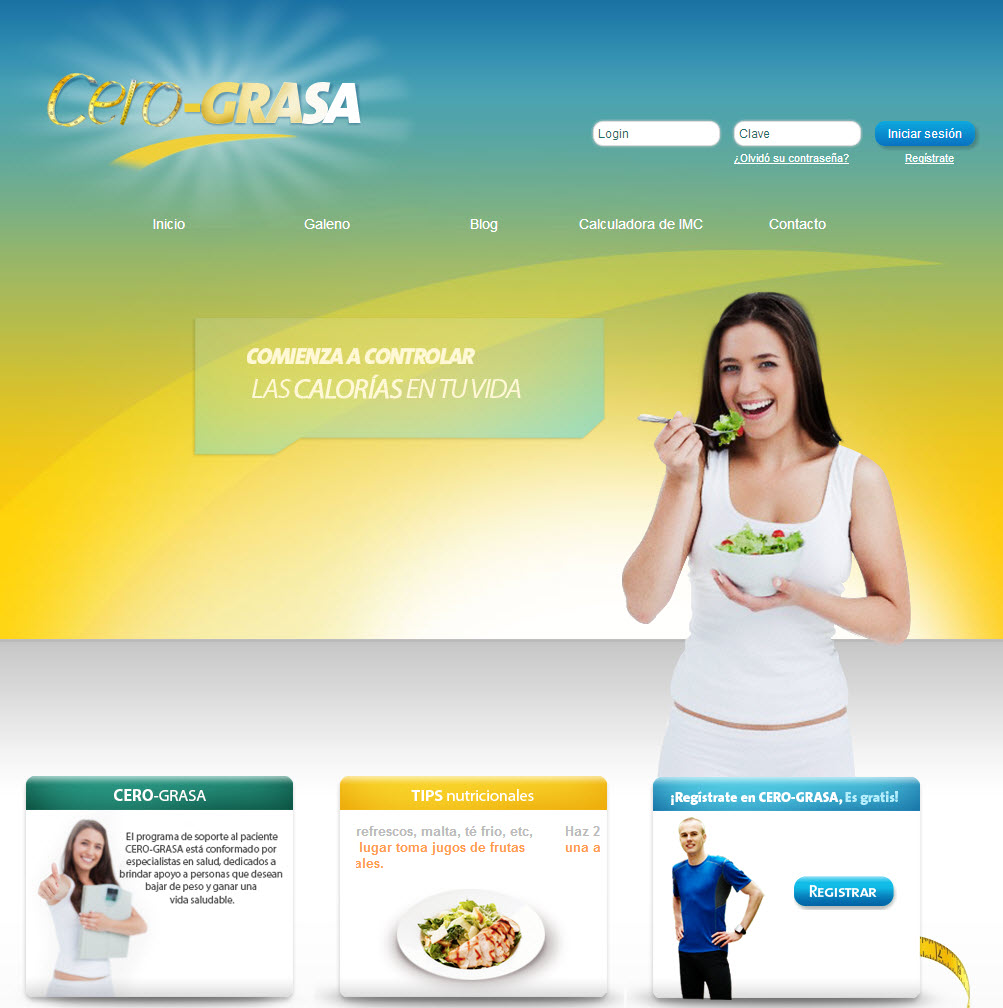 Cero-GRASA
Login
Clave
Iniciar sesión
¿Olvidó su contraseña?
Regístrate
Inicio
Galeno
Blog
Calculadora de IMC
Contacto
COMIENZA A CONTROLAR
LAS CALORÍAS EN TU VIDA
CERO-GRASA
El programa de soporte al paciente
CERO-GRASA está conformado por
especialistas en salud, dedicados a
brindar apoyo a personas que desean
bajar de peso y ganar una
vida saludable.
TIPS nutricionales
refrescos, malta, té frio, etc,
lugar toma jugos de frutas
ales.
Haz 2
una a
¡Regístrate en CERO-GRASA, Es gratis!
REGISTRAR